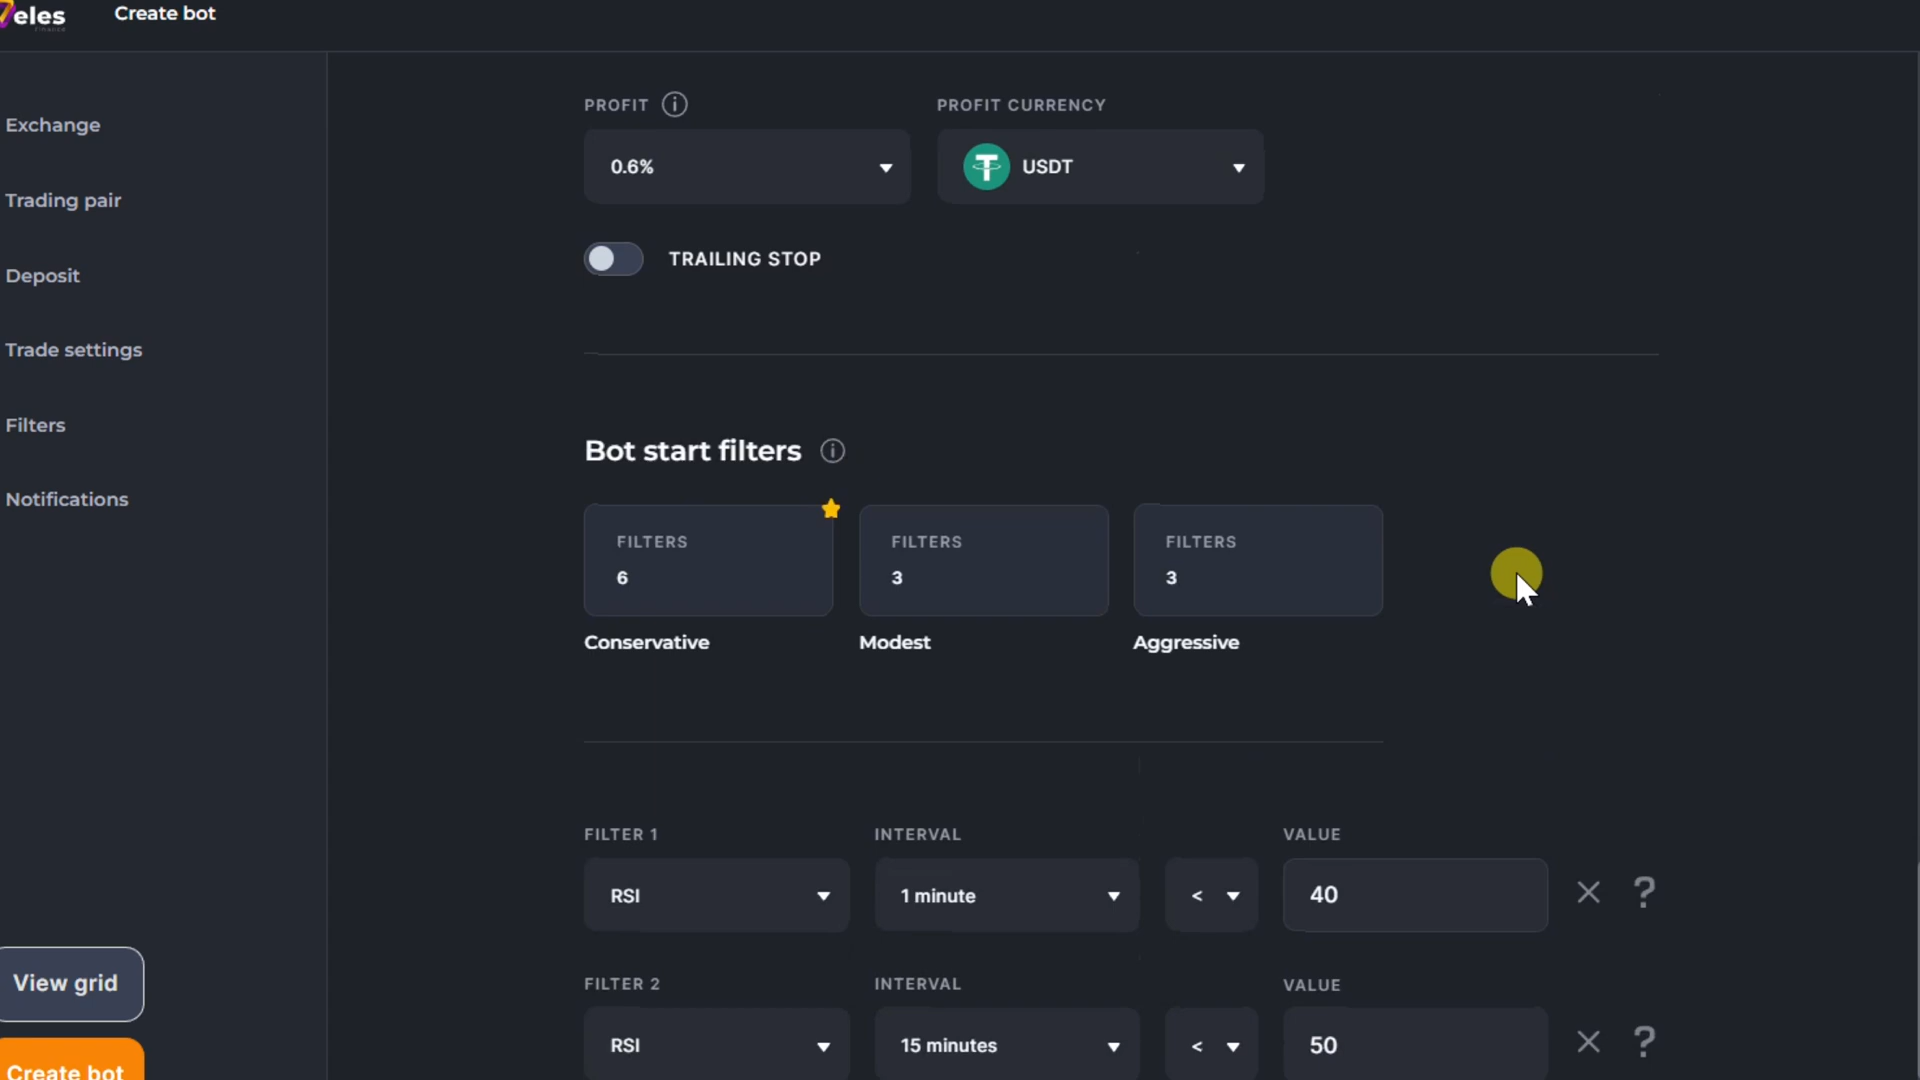 eles
FINANCE
Create bot
Exchange
Trading pair
Deposit
Trade settings
Filters
Notifications
View grid
Create bot
PROFIT
PROFIT CURRENCY
0.6%
USDT
TRAILING STOP
Bot start filters
FILTERS
6
Conservative
FILTERS
3
Modest
FILTERS
3
Aggressive
FILTER 1
INTERVAL
VALUE
RSI
1 minute
<
40
?
FILTER 2
INTERVAL
VALUE
RSI
15 minutes
<
50
?